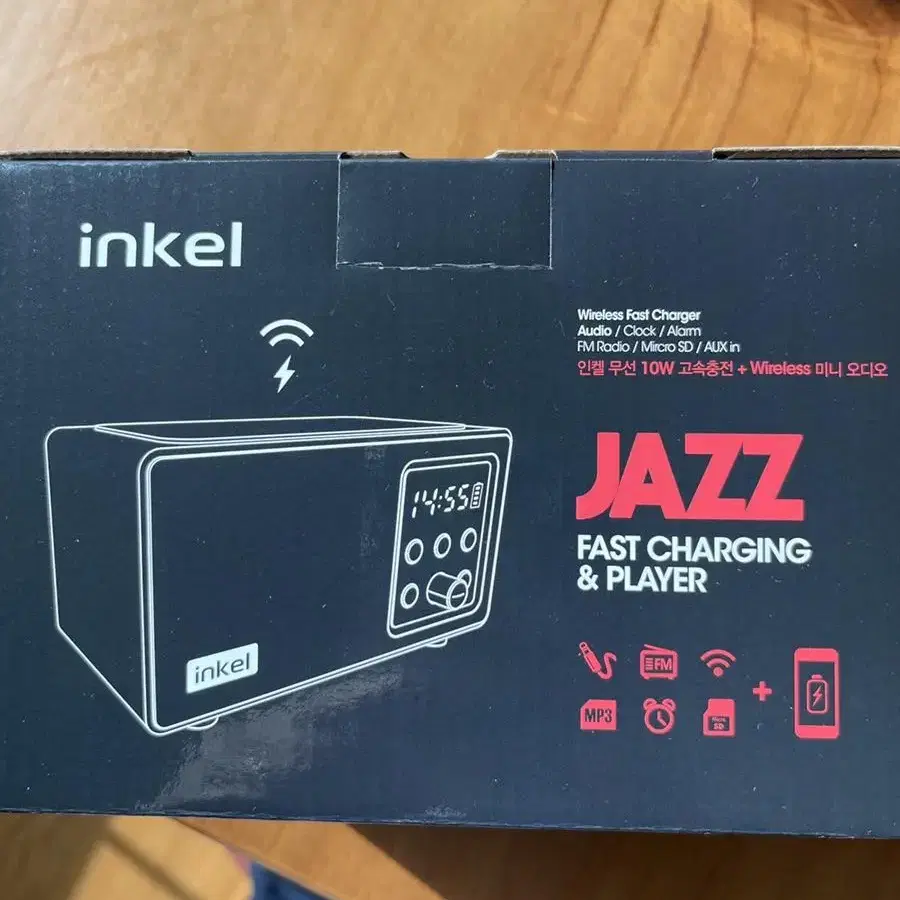 inkel
Wireless Fast Charger
Audio / Clock / Alarm
FM Radio / Mircro SD / AUX in
인켈 무선 10W 고속충전 + Wireless 미니 오디오
14:55
inkel
JAZZ
FAST CHARGING
& PLAYER
FM
MP3
Micro
SD